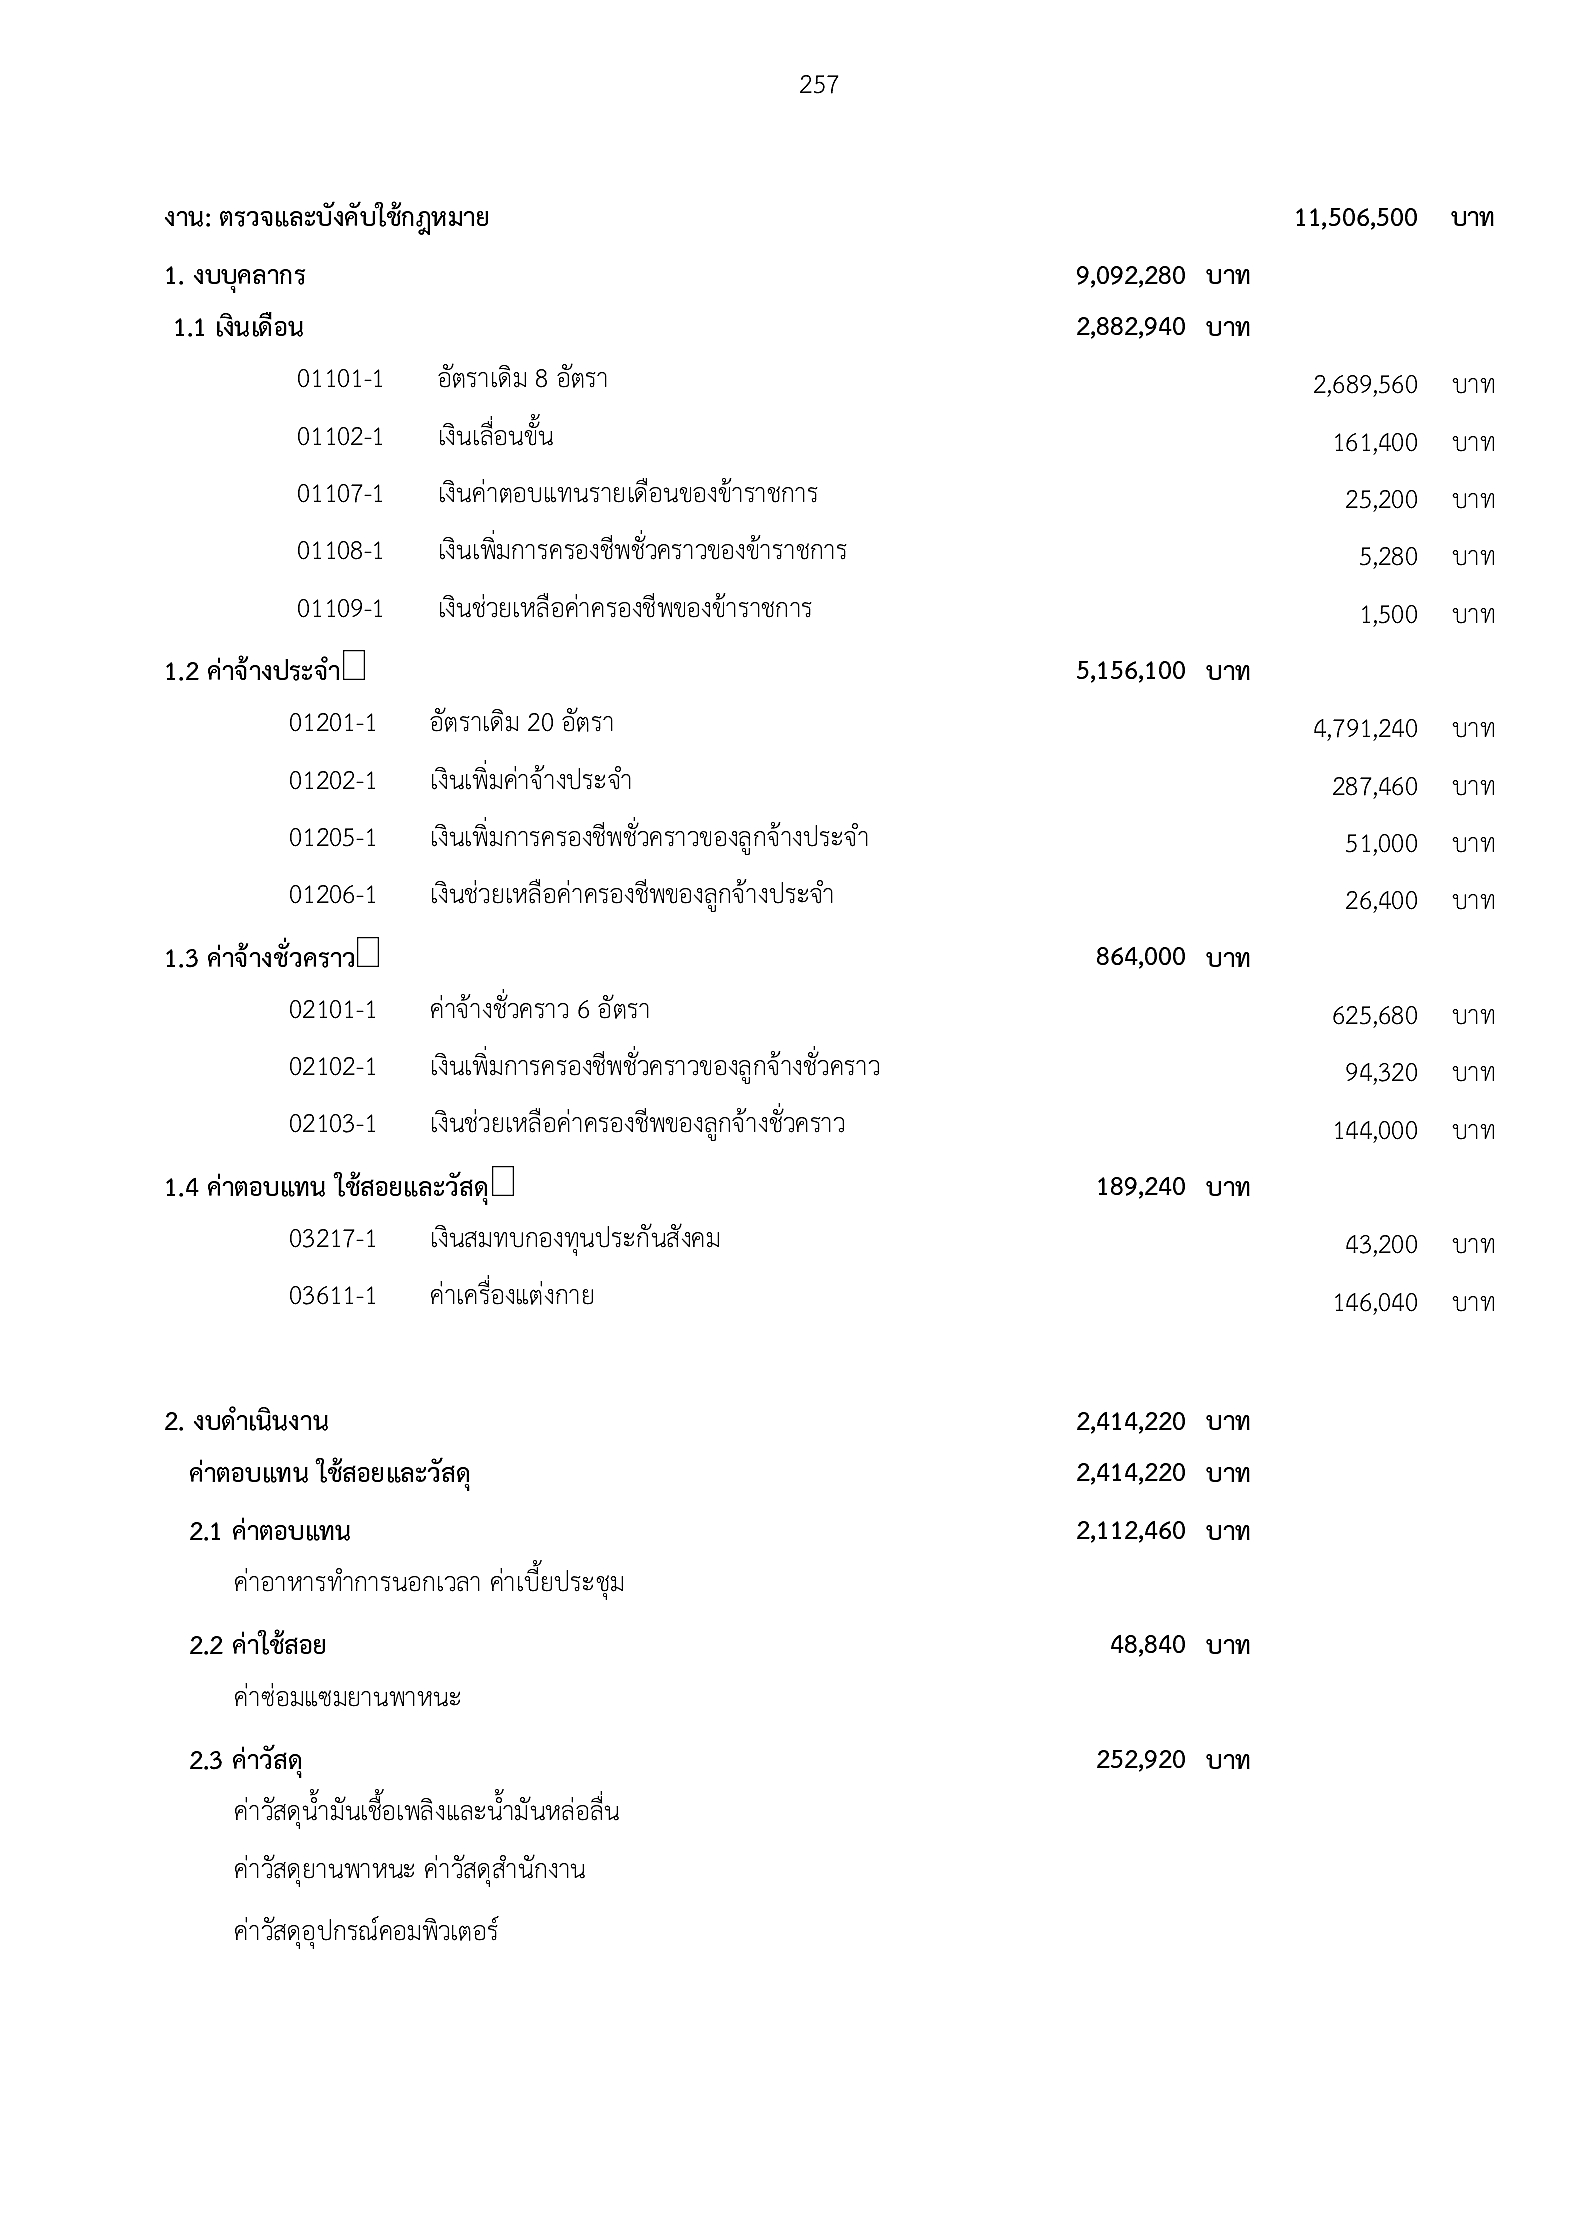 257
งาน: ตรวจและบังคับใช้กฎหมาย 11,506,500 บาท
1. งบบุคลากร 9,092,280 บาท
1.1 เงินเดือน 2,882,940 บาท
01101-1 อัตราเดิม 8 อัตรา 2,689,560 บาท
01102-1 เงินเลื่อนขั้น 161,400 บาท
01107-1 เงินค่าตอบแทนรายเดือนของข้าราชการ 25,200 บาท
01108-1 เงินเพิ่มการครองชีพชั่วคราวของข้าราชการ 5,280 บาท
01109-1 เงินช่วยเหลือค่าครองชีพของข้าราชการ 1,500 บาท
1.2 ค่าจ้างประจำ 5,156,100 บาท
01201-1 อัตราเดิม 20 อัตรา 4,791,240 บาท
01202-1 เงินเพิ่มค่าจ้างประจำ 287,460 บาท
01205-1 เงินเพิ่มการครองชีพชั่วคราวของลูกจ้างประจำ 51,000 บาท
01206-1 เงินช่วยเหลือค่าครองชีพของลูกจ้างประจำ 26,400 บาท
1.3 ค่าจ้างชั่วคราว 864,000 บาท
02101-1 ค่าจ้างชั่วคราว 6 อัตรา 625,680 บาท
02102-1 เงินเพิ่มการครองชีพชั่วคราวของลูกจ้างชั่วคราว 94,320 บาท
02103-1 เงินช่วยเหลือค่าครองชีพของลูกจ้างชั่วคราว 144,000 บาท
1.4 ค่าตอบแทน ใช้สอยและวัสดุ 189,240 บาท
03217-1 เงินสมทบกองทุนประกันสังคม 43,200 บาท
03611-1 ค่าเครื่องแต่งกาย 146,040 บาท
2. งบดำเนินงาน 2,414,220 บาท
ค่าตอบแทน ใช้สอยและวัสดุ 2,414,220 บาท
2.1 ค่าตอบแทน 2,112,460 บาท
ค่าอาหารทำการนอกเวลา ค่าเบี้ยประชุม
2.2 ค่าใช้สอย 48,840 บาท
ค่าซ่อมแซมยานพาหนะ
2.3 ค่าวัสดุ 252,920 บาท
ค่าวัสดุน้ำมันเชื้อเพลิงและน้ำมันหล่อลื่น
ค่าวัสดุยานพาหนะ ค่าวัสดุสำนักงาน
ค่าวัสดุอุปกรณ์คอมพิวเตอร์